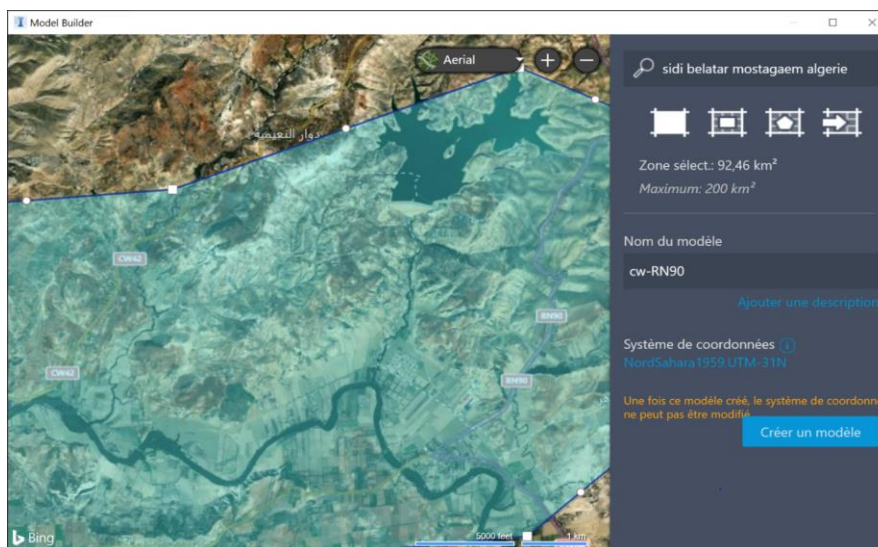 Model Builder
Aerial
دوار النعيمية
CW42
RN90
CW42
RN90
5000 feet
1 km
Bing
sidi belatar mostagaem algerie
Zone sélect.: 92,46 km²
Maximum: 200 km²
Nom du modèle
cw-RN90
Ajouter une description
Système de coordonnées
NordSahara1959.UTM-31N
Une fois ce modèle créé, le système de coordonn
ne peut pas être modifié
Créer un modèle